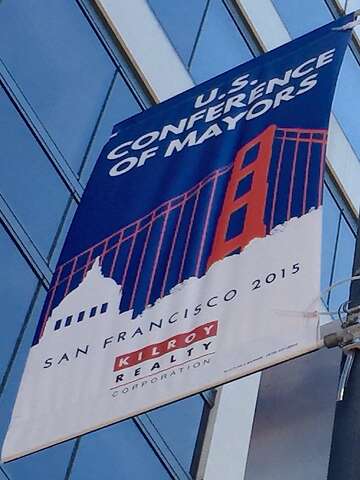 U.S.
CONFERENCE
OF MAYORS
SAN FRANCISCO 2015
KILROY
REALTY
CORPORATION